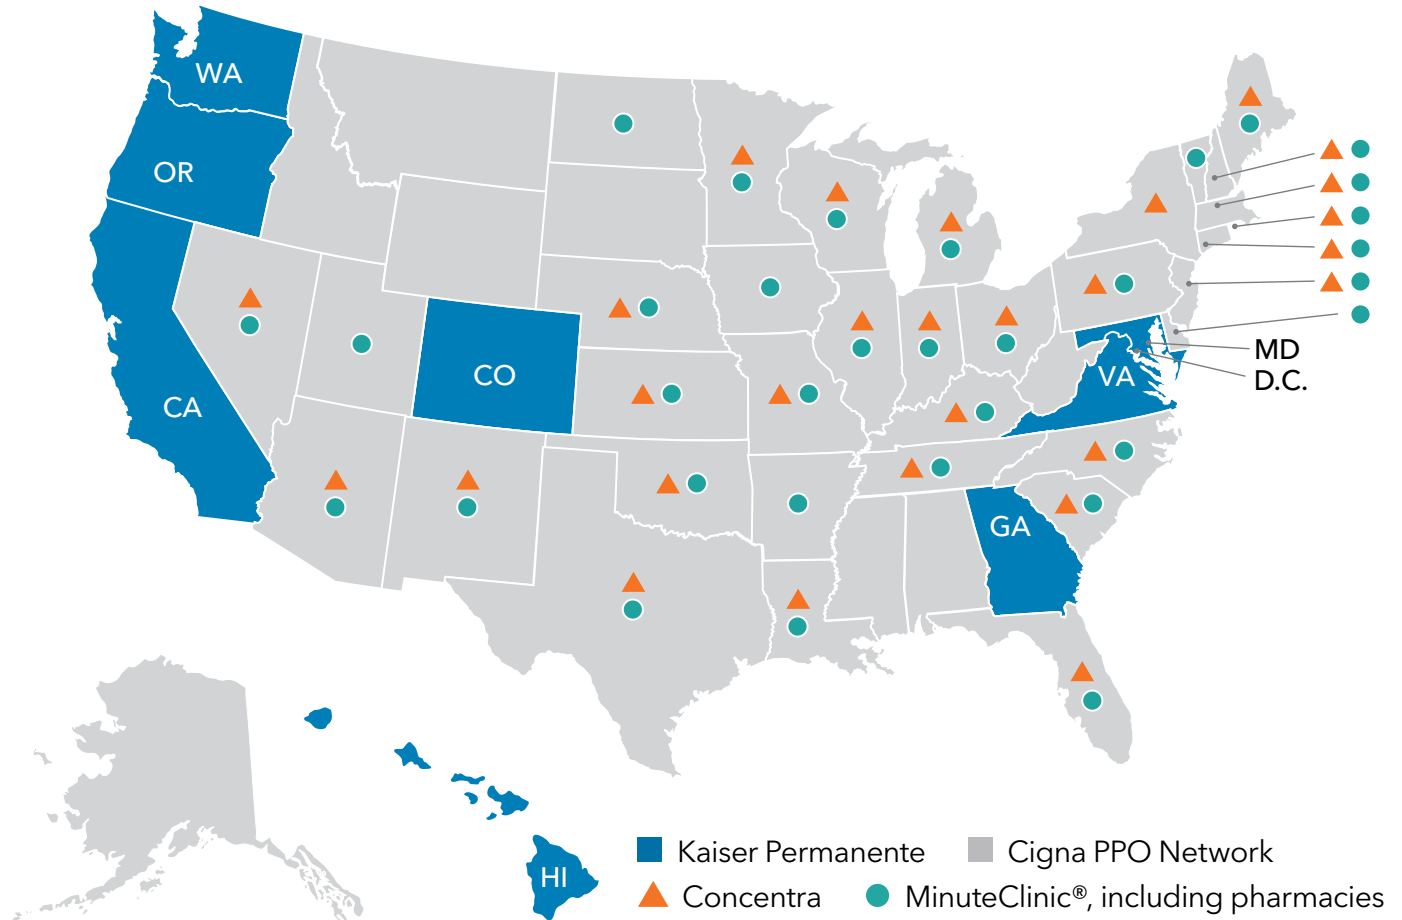 WA
OR
CO
CA
MD
D.C.
VA
GA
HI
Kaiser Permanente
Cigna PPO Network
Concentra
MinuteClinic®, including pharmacies